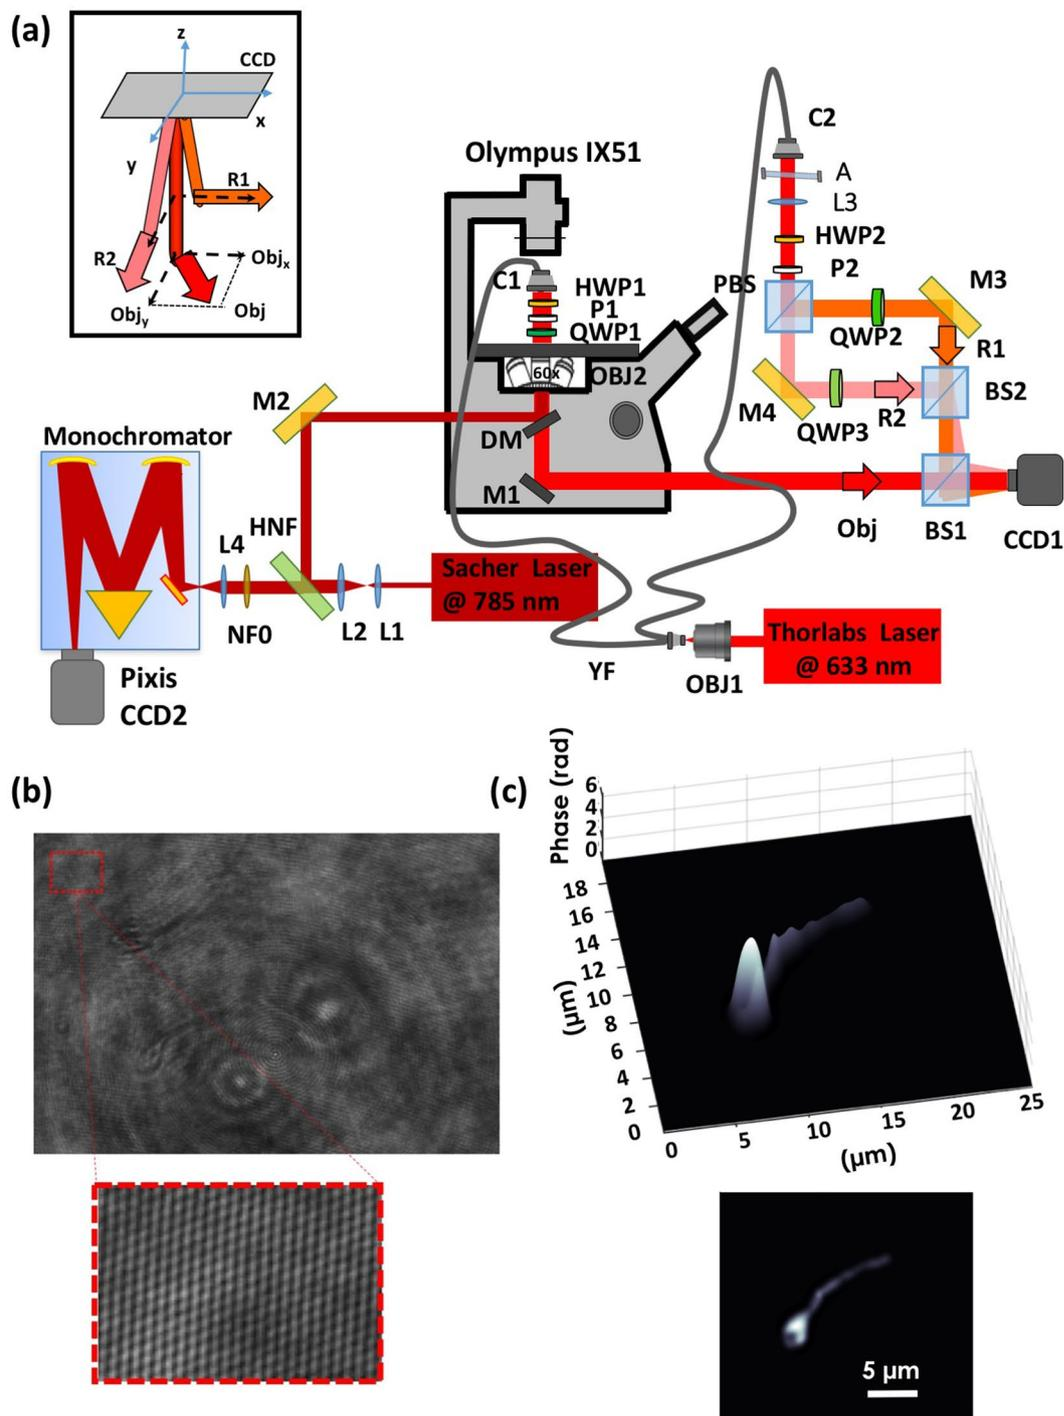 (a)
z
CCD
x
y
R1
R2
Objx
Objy
Obj
Olympus IX51
C1
HWP1
P1
QWP1
60x
OBJ2
DM
M1
M2
Monochromator
HNF
L4
NF0
L2
L1
Sacher Laser
@ 785 nm
Pixis
CCD2
YF
OBJ1
Thorlabs Laser
@ 633 nm
C2
A
L3
HWP2
P2
PBS
M3
QWP2
R1
BS2
M4
QWP3
R2
Obj
BS1
CCD1
(b)
(c)
Phase (rad)
6
4
2
0
18
16
14
12
10
8
6
4
2
0
(µm)
0
5
10
15
20
25
(µm)
5 µm